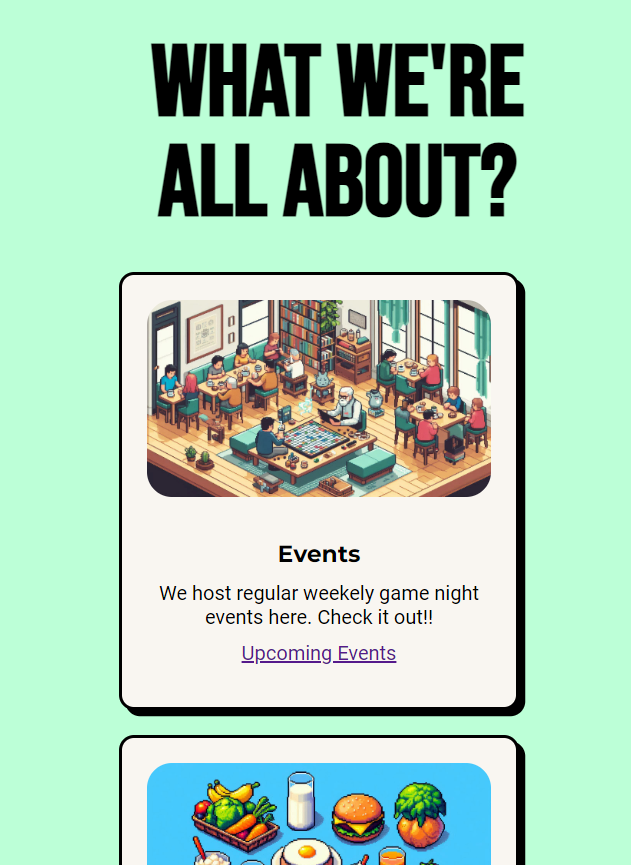 WHAT WE'RE
ALL ABOUT?
Events
We host regular weekely game night
events here. Check it out!!
Upcoming Events